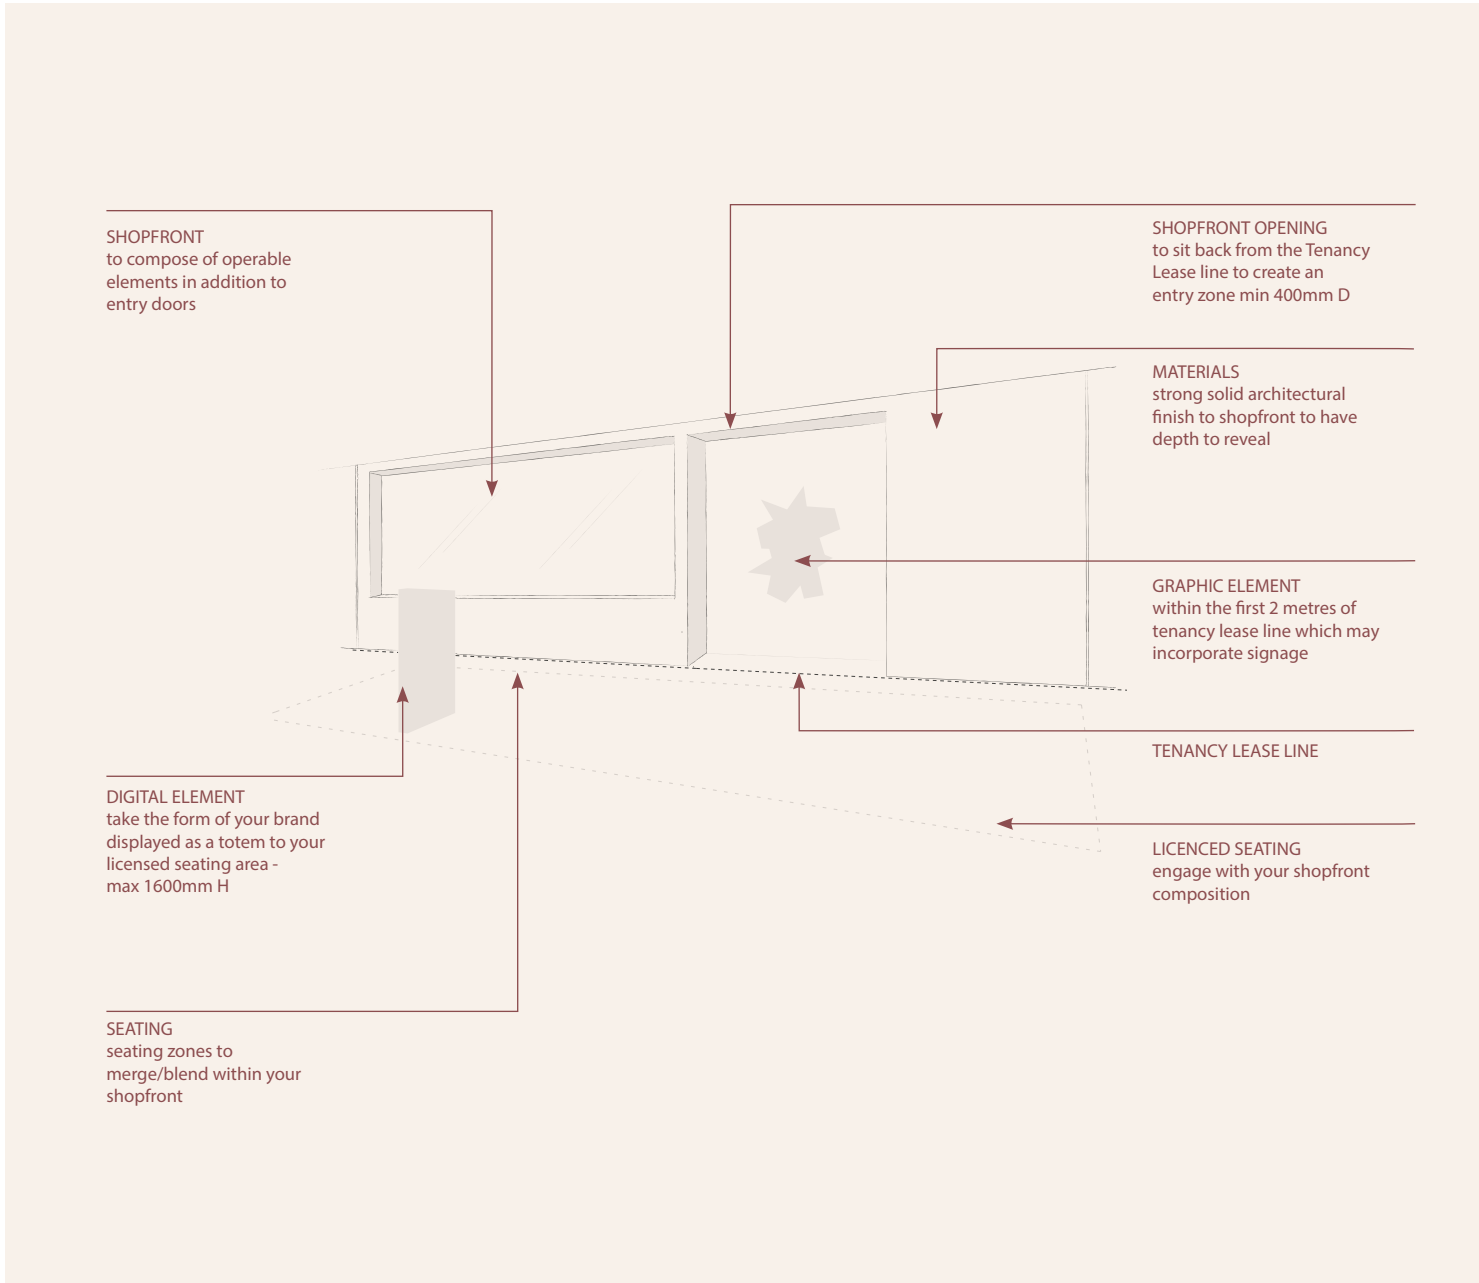 SHOPFRONT
to compose of operable
elements in addition to
entry doors
SHOPFRONT OPENING
to sit back from the Tenancy
Lease line to create an
entry zone min 400mm D
MATERIALS
strong solid architectural
finish to shopfront to have
depth to reveal
GRAPHIC ELEMENT
within the first 2 metres of
tenancy lease line which may
incorporate signage
TENANCY LEASE LINE
DIGITAL ELEMENT
take the form of your brand
displayed as a totem to your
licensed seating area -
max 1600mm H
LICENCED SEATING
engage with your shopfront
composition
SEATING
seating zones to
merge/blend within your
shopfront